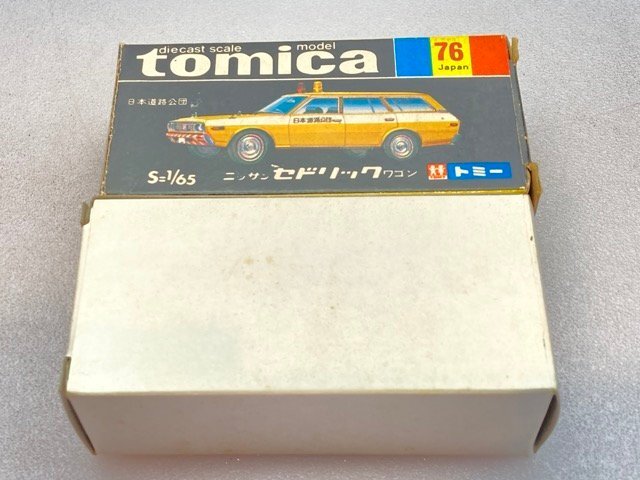 diecast scale model
tomica
76
Japan
日本道路公団
日本道路公団
S=1/65
ニッサン セドリック ワゴン
トミー